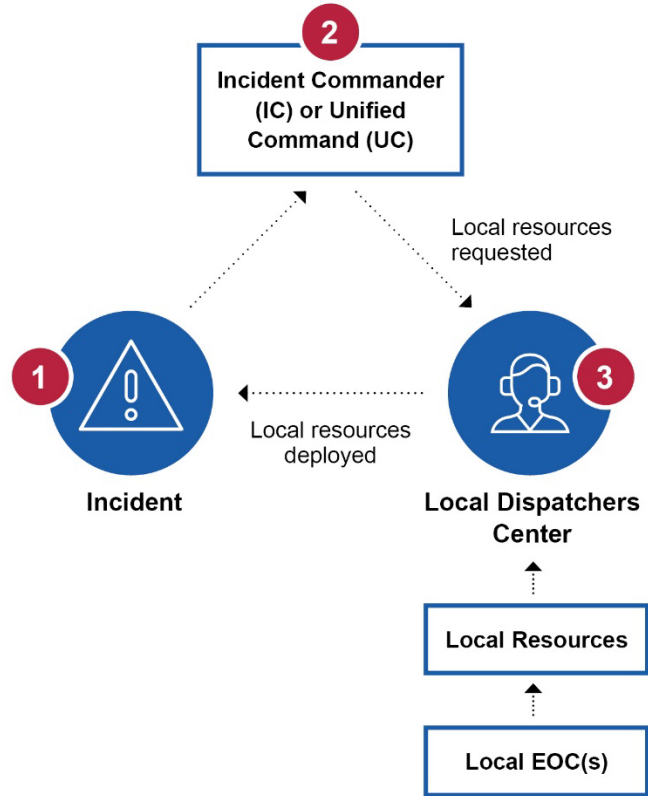 2
Incident Commander
(IC) or Unified
Command (UC)
Local resources
requested
1
3
Local resources
deployed
Incident
Local Dispatchers
Center
Local Resources
Local EOC(s)